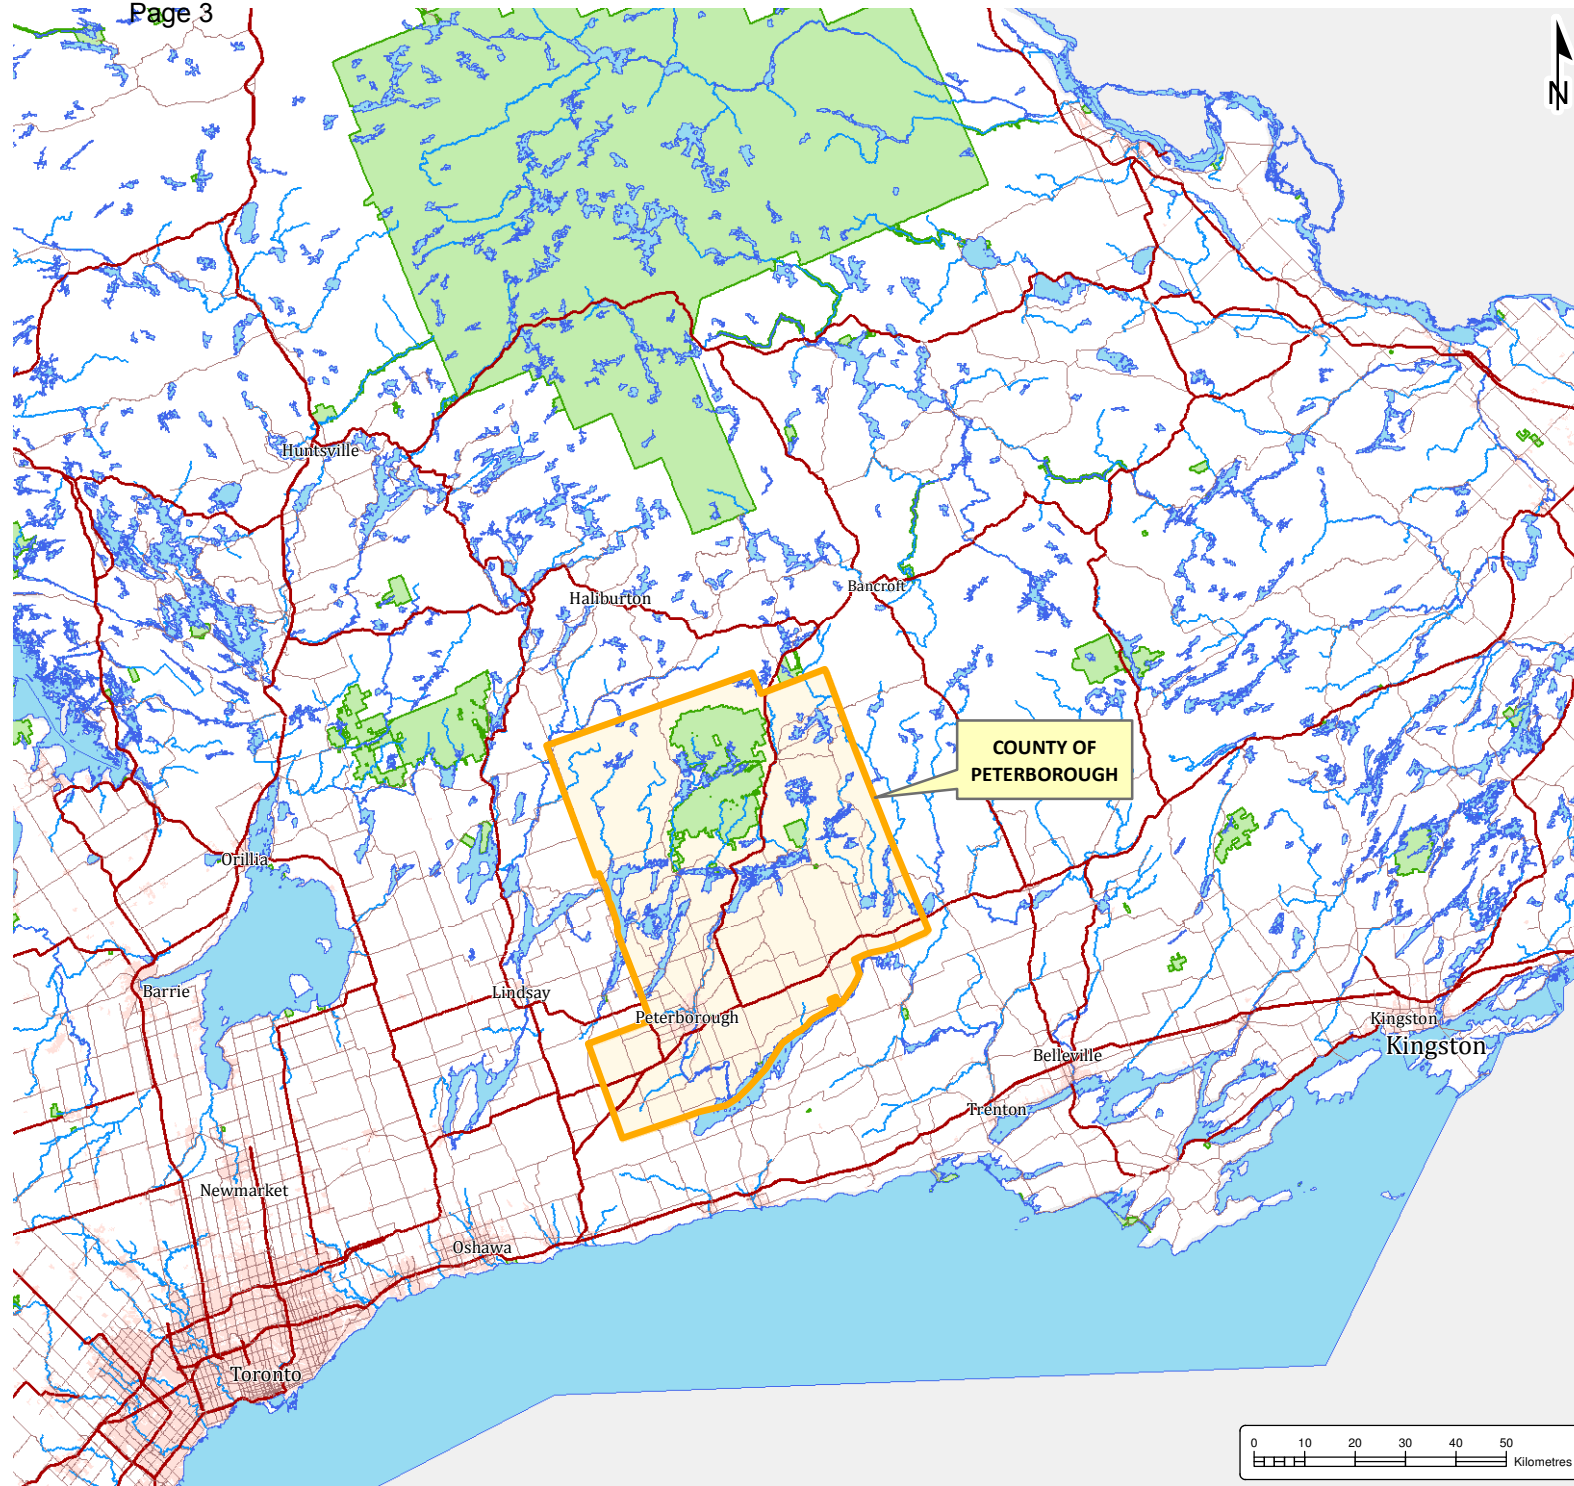 Page 3
N
Huntsville
Bancroft
Haliburton
COUNTY OF
PETERBOROUGH
Orillia
Barrie
Lindsay
Peterborough
Kingston
Kingston
Belleville
Trenton
Newmarket
Oshawa
Toronto
0 10 20 30 40 50
Kilometres